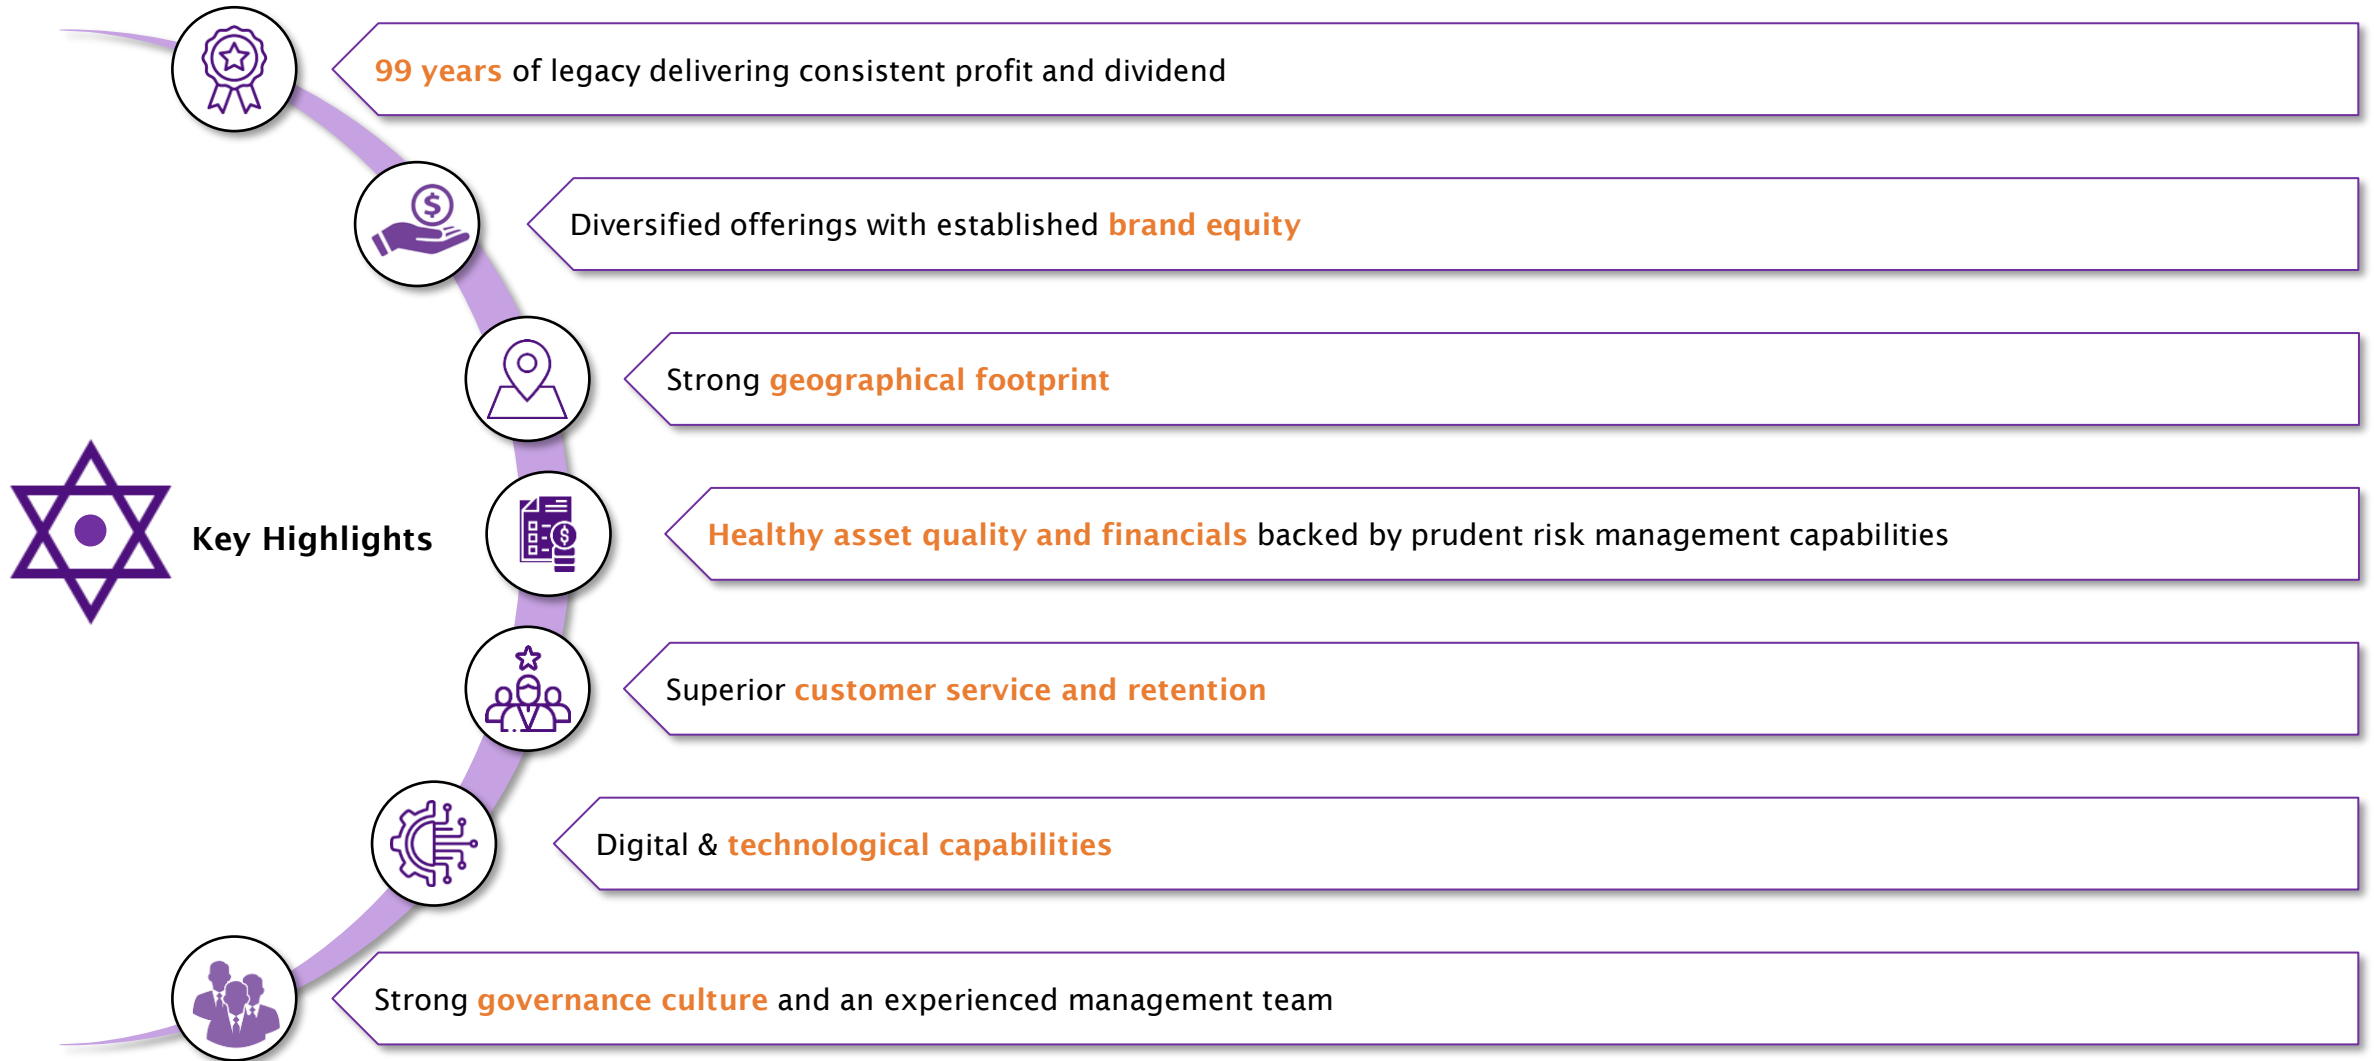 99 years of legacy delivering consistent profit and dividend
Diversified offerings with established brand equity
Strong geographical footprint
Key Highlights
Healthy asset quality and financials backed by prudent risk management capabilities
Superior customer service and retention
Digital & technological capabilities
Strong governance culture and an experienced management team